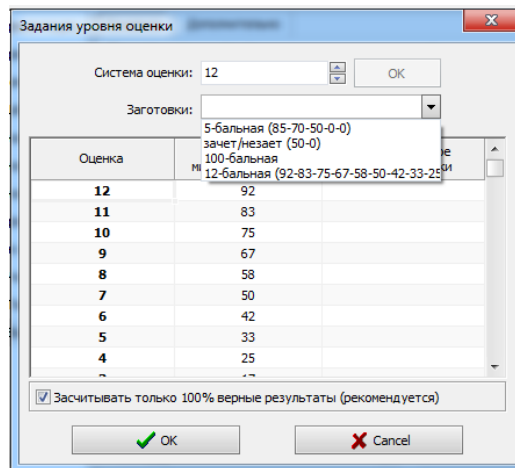 Задания уровня оценки
Система оценки: 12 OK
Заготовки:
5-бальная (85-70-50-0-0)
зачет/незает (50-0)
100-бальная
12-бальная (92-83-75-67-58-50-42-33-25
Оценка
12 92
11 83
10 75
9 67
8 58
7 50
6 42
5 33
4 25
Засчитывать только 100% верные результаты (рекомендуется)
OK Cancel